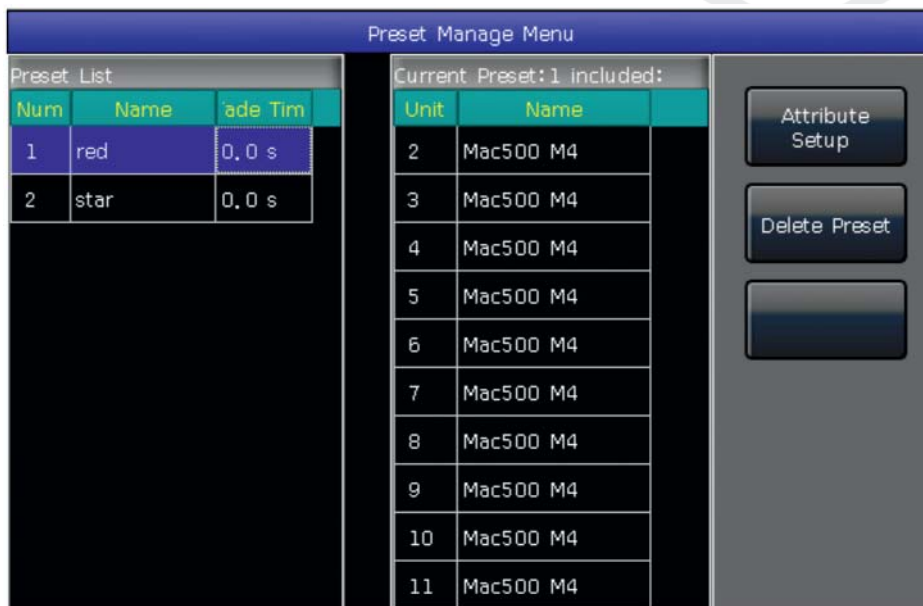 Preset Manage Menu
Preset List
Num Name ade Tim
1 red 0.0 s
2 star 0.0 s
Current Preset:1 included:
Unit Name
2 Mac500 M4
3 Mac500 M4
4 Mac500 M4
5 Mac500 M4
6 Mac500 M4
7 Mac500 M4
8 Mac500 M4
9 Mac500 M4
10 Mac500 M4
11 Mac500 M4
Attribute
Setup
Delete Preset